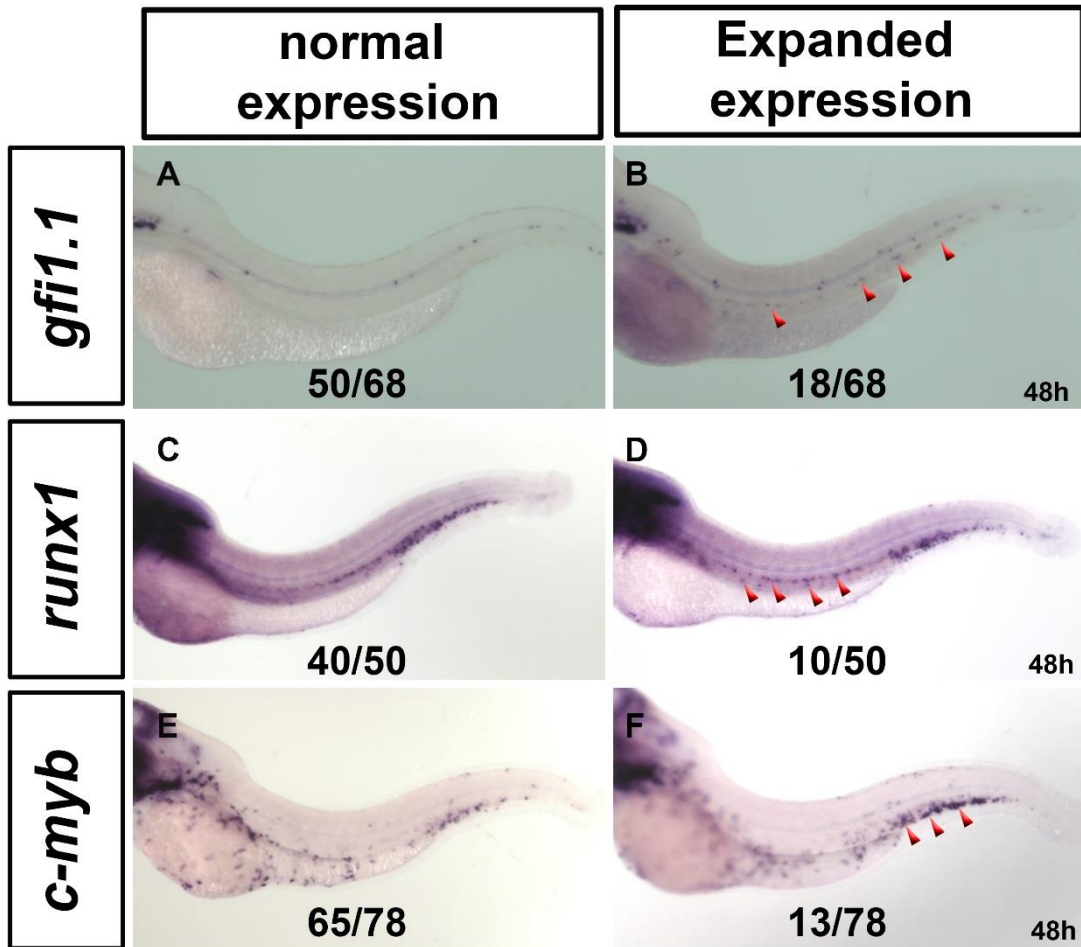 normal
expression
Expanded
expression
gfi1.1
A
50/68
B
18/68
48h
runx1
C
40/50
D
10/50
48h
c-myb
E
65/78
F
13/78
48h